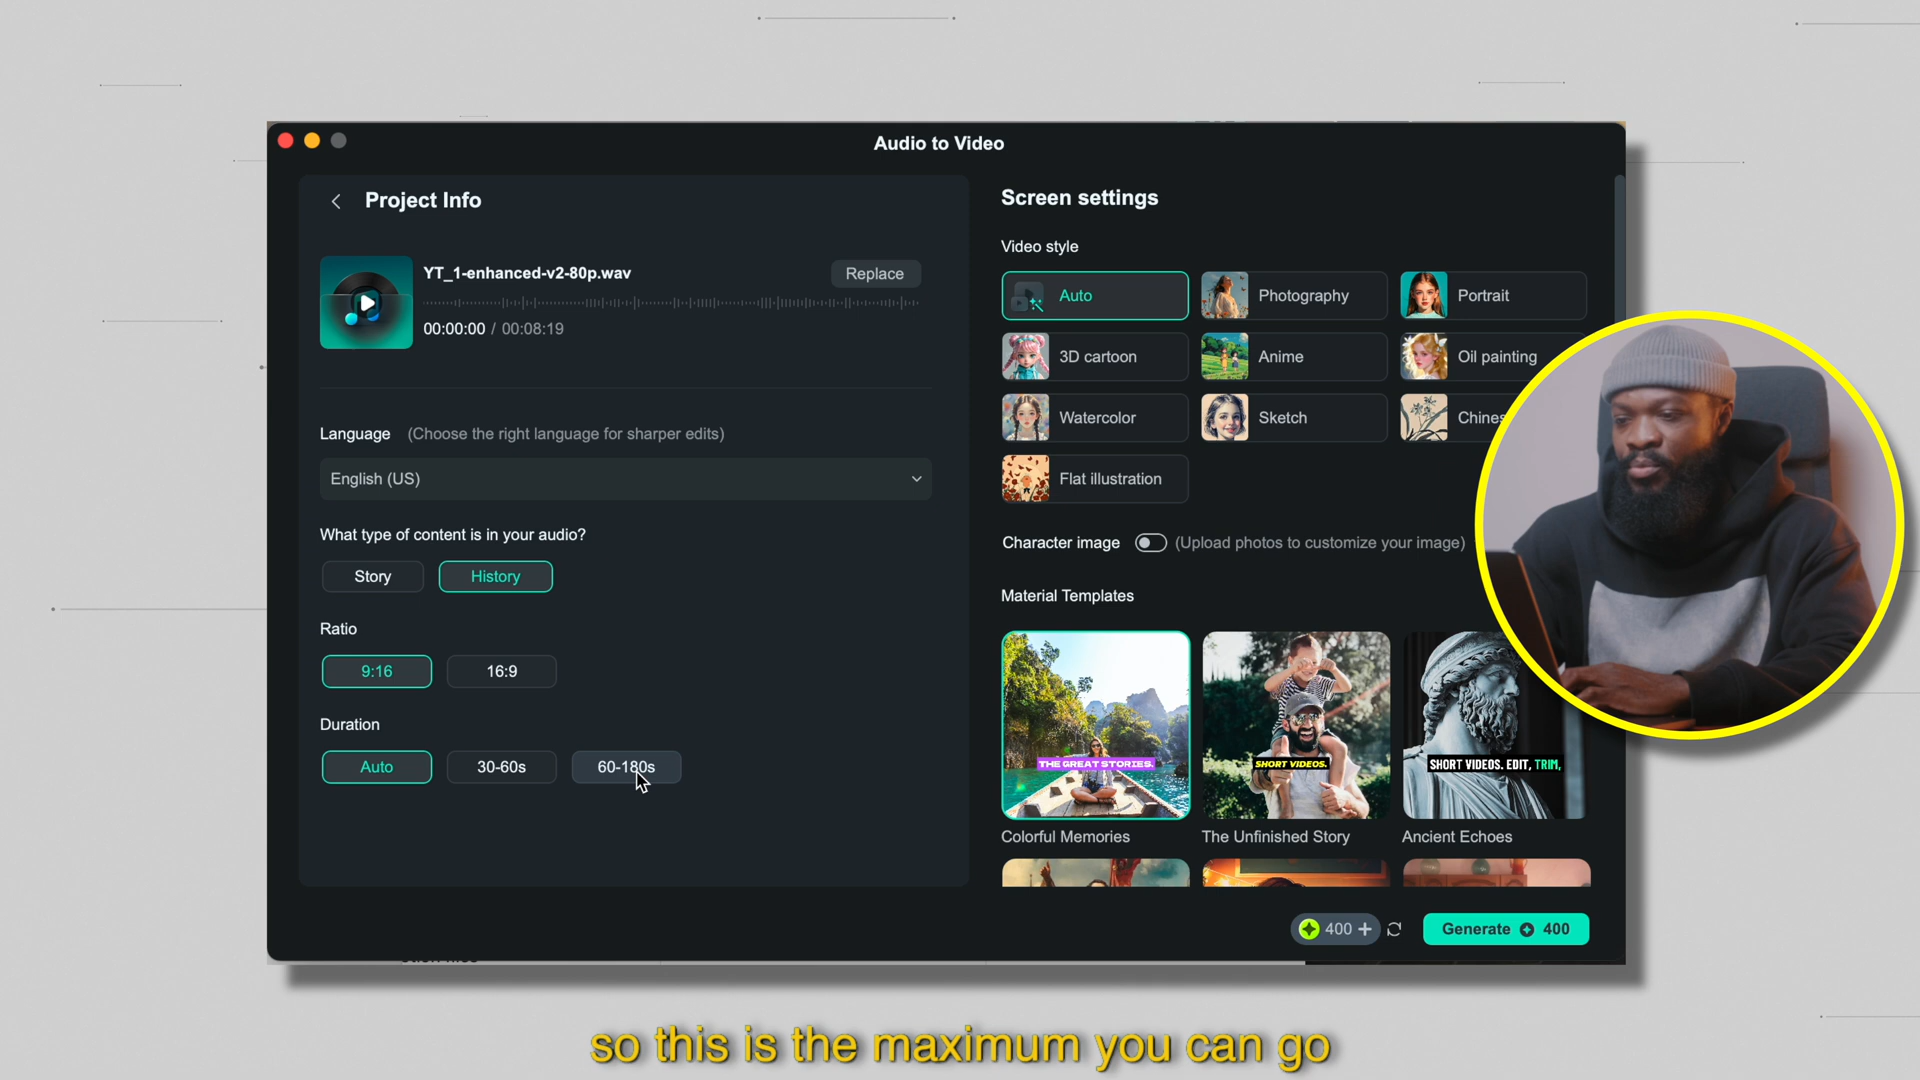 Audio to Video
Project Info
YT_1-enhanced-v2-80p.wav
Replace
00:00:00 / 00:08:19
Language (Choose the right language for sharper edits)
English (US)
What type of content is in your audio?
Story
History
Ratio
9:16
16:9
Duration
Auto
30-60s
60-180s
Screen settings
Video style
Auto
Photography
Portrait
3D cartoon
Anime
Oil painting
Watercolor
Sketch
Flat illustration
Character image (Upload photos to customize your image)
Material Templates
THE GREAT STORIES.
SHORT VIDEOS.
SHORT VIDEOS. EDIT, TRIM,
Colorful Memories
The Unfinished Story
Ancient Echoes
400
Generate 400
so this is the maximum you can go